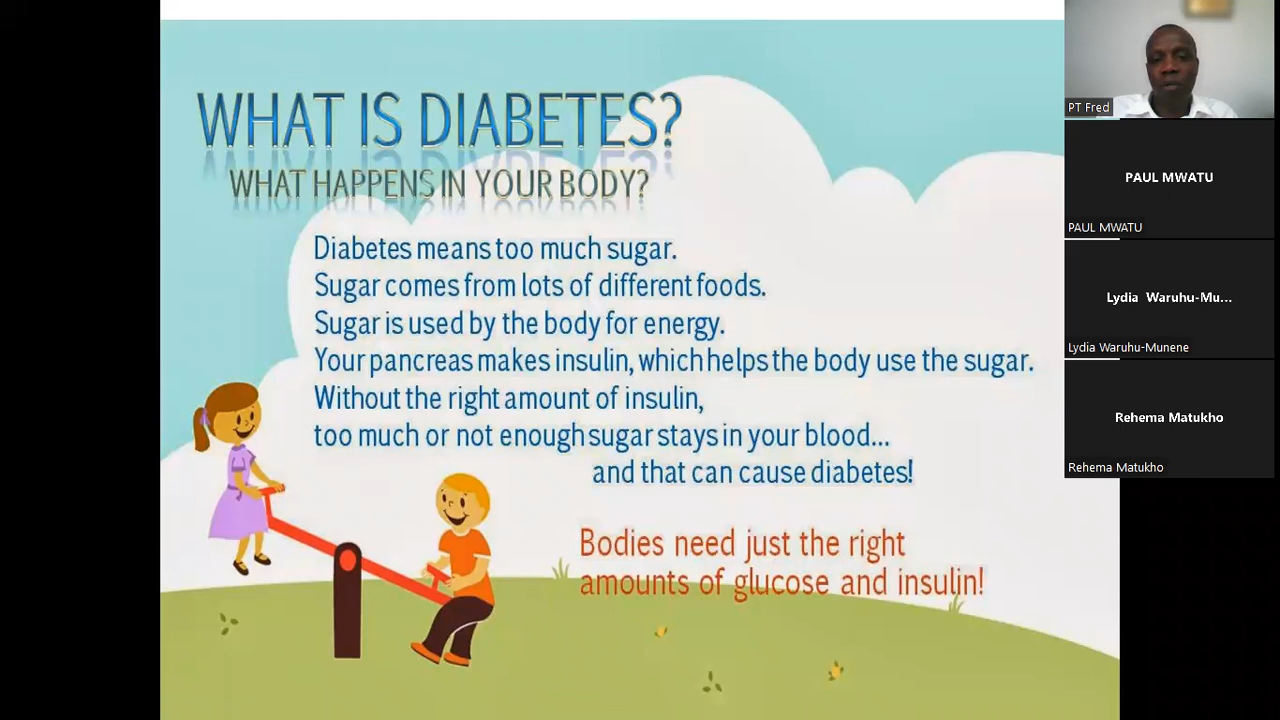 WHAT IS DIABETES?
WHAT HAPPENS IN YOUR BODY?
Diabetes means too much sugar.
Sugar comes from lots of different foods.
Sugar is used by the body for energy.
Your pancreas makes insulin, which helps the body use the sugar.
Without the right amount of insulin,
too much or not enough sugar stays in your blood...
and that can cause diabetes!
Bodies need just the right
amounts of glucose and insulin!
PT Fred
PAUL MWATU
PAUL MWATU
Lydia Waruhu-Mu...
Lydia Waruhu-Munene
Rehema Matukho
Rehema Matukho